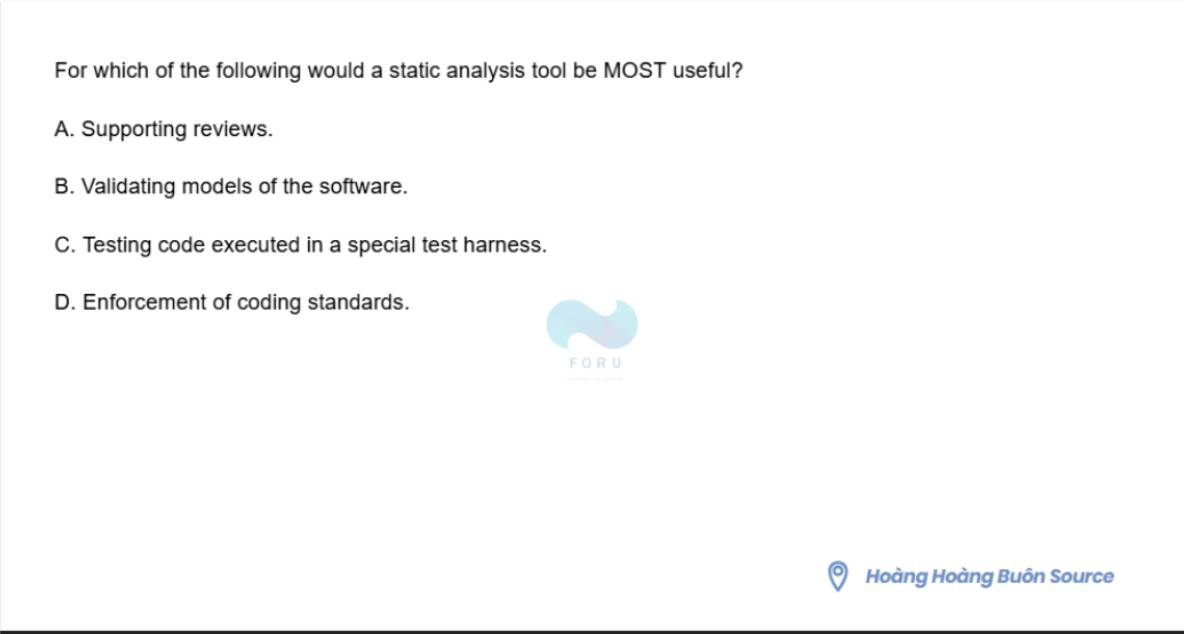 For which of the following would a static analysis tool be MOST useful?
A. Supporting reviews.
B. Validating models of the software.
C. Testing code executed in a special test harness.
D. Enforcement of coding standards.
FORU
Hoàng Hoàng Buôn Source